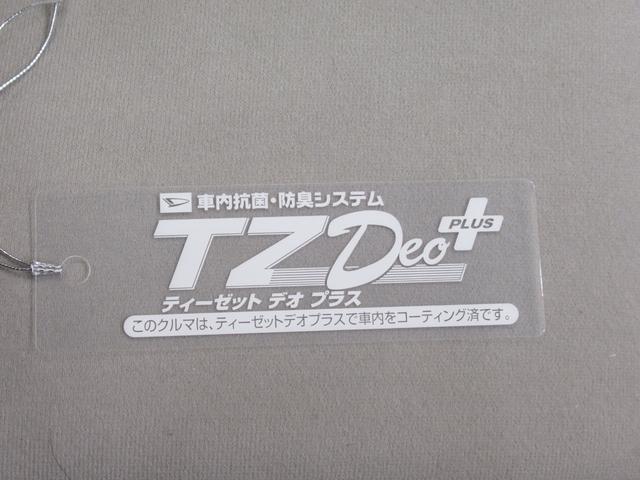 車内抗菌・防臭システム
TZ Deo PLUS
ティーゼット デオ プラス
このクルマは、ティーゼットデオプラスで車内をコーティング済です。